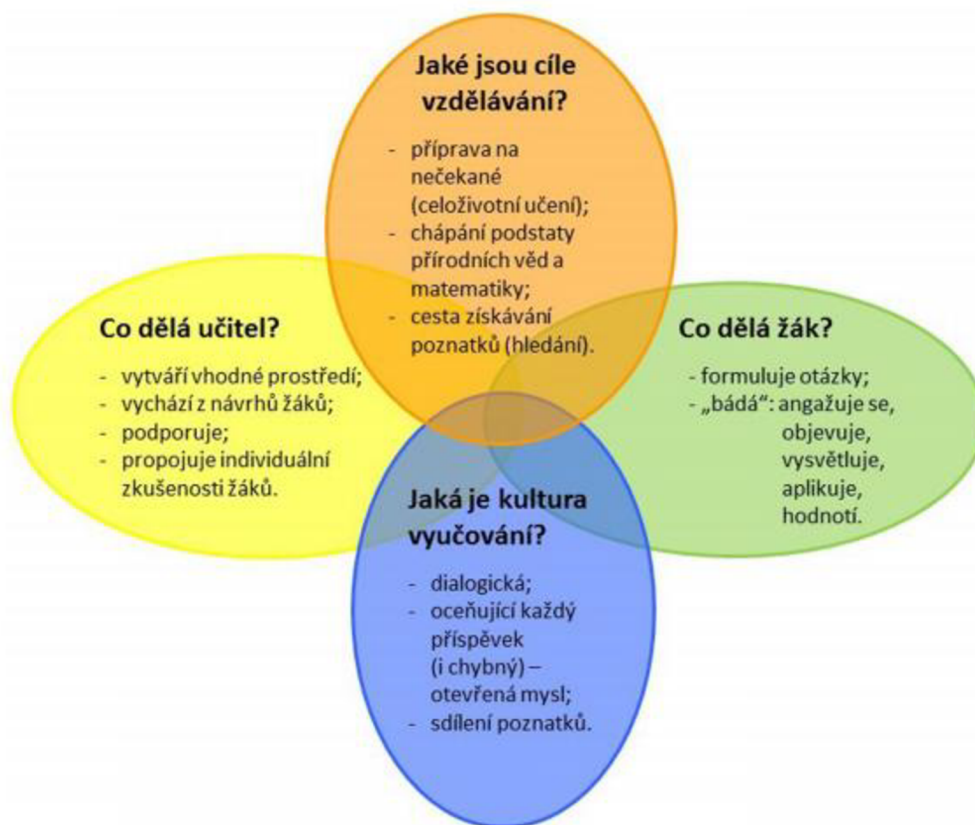 Jaké jsou cíle
vzdělávání?
- příprava na
nečekané
(celoživotní učení);
- chápání podstaty
přírodních věd a
matematiky;
- cesta získávání
poznatků (hledání).
Co dělá učitel?
- vytváří vhodné prostředí;
- vychází z návrhů žáků;
- podporuje;
- propojuje individuální
zkušenosti žáků.
Co dělá žák?
- formuluje otázky;
- „bádá“: angažuje se,
objevuje,
vysvětluje,
aplikuje,
hodnotí.
Jaká je kultura
vyučování?
- dialogická;
- oceňující každý
příspěvek
(i chybný) –
otevřená mysl;
- sdílení poznatků.